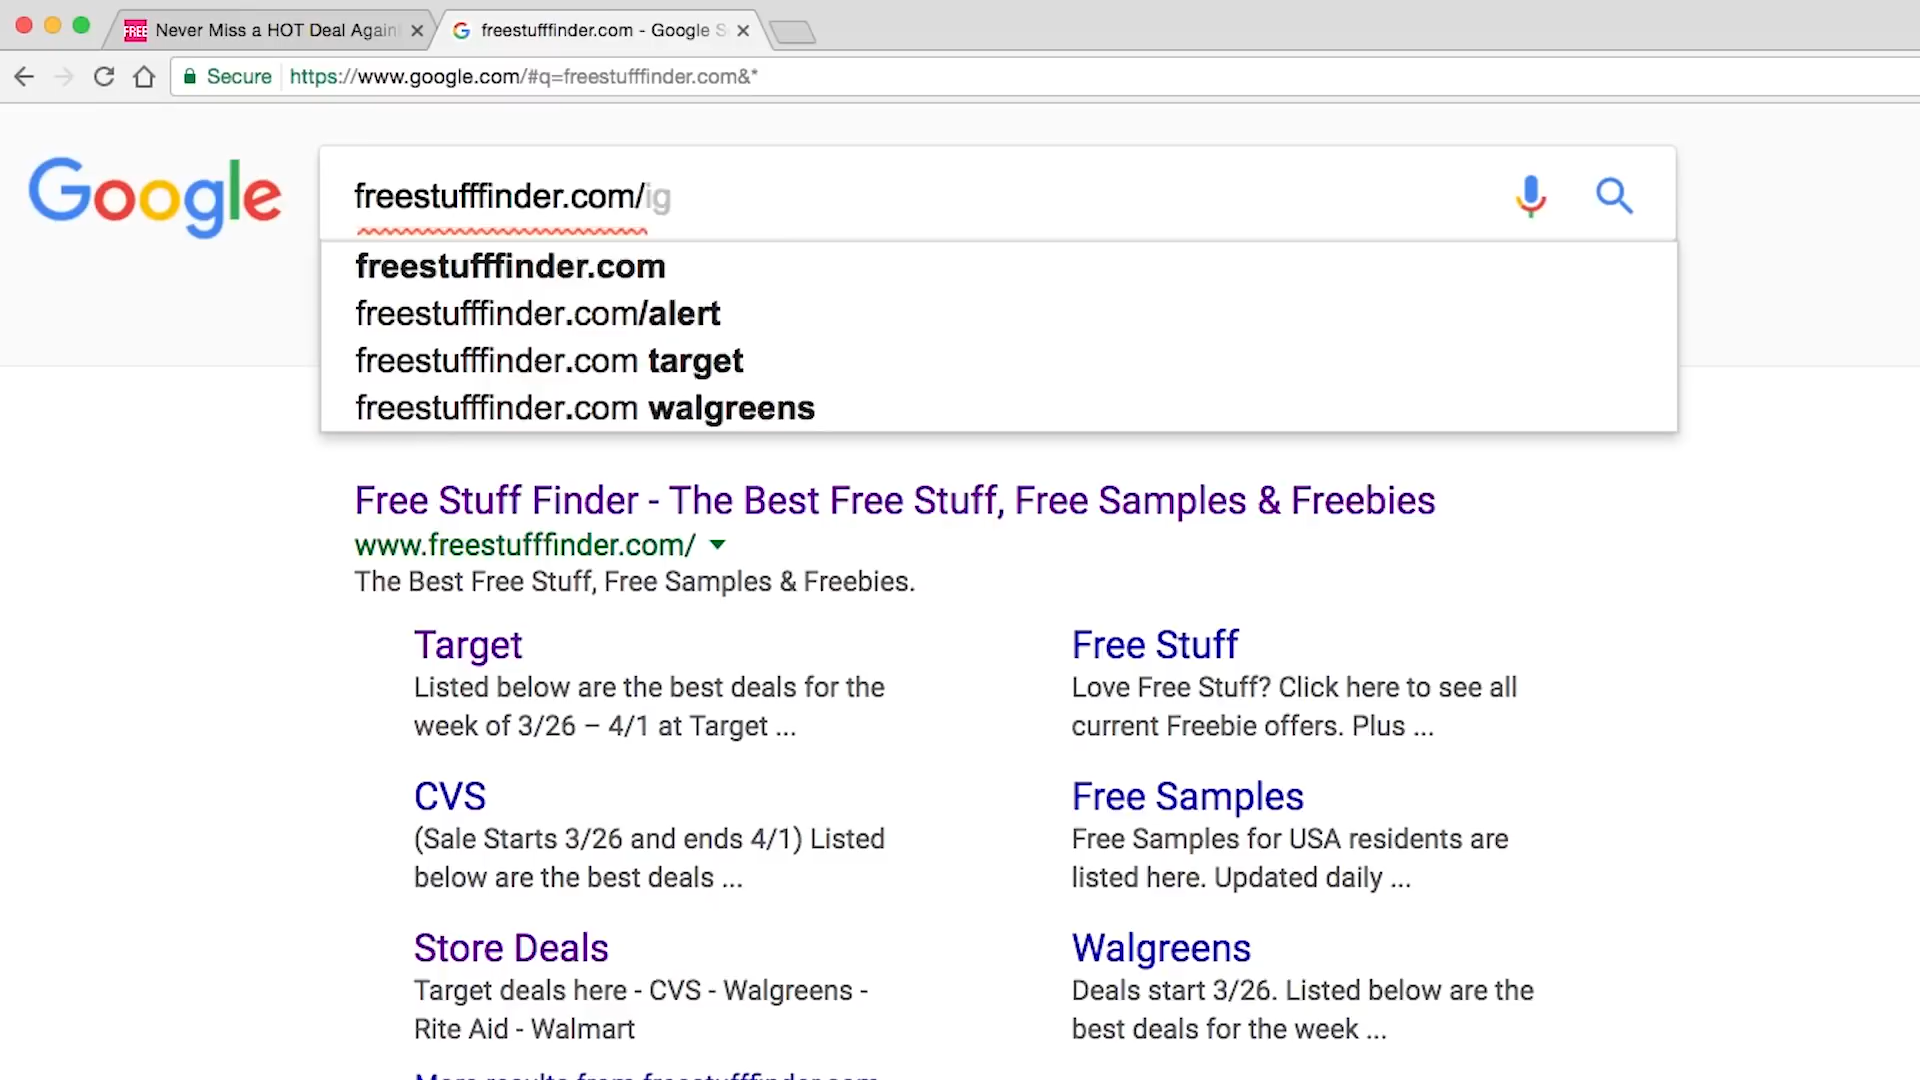 FREE Never Miss a HOT Deal Again
freestufffinder.com - Google S
Secure https://www.google.com/#q=freestufffinder.com&*
Google
freestufffinder.com/ig
freestufffinder.com
freestufffinder.com/alert
freestufffinder.com target
freestufffinder.com walgreens
Free Stuff Finder - The Best Free Stuff, Free Samples & Freebies
www.freestufffinder.com/
The Best Free Stuff, Free Samples & Freebies.
Target
Listed below are the best deals for the
week of 3/26 – 4/1 at Target ...
Free Stuff
Love Free Stuff? Click here to see all
current Freebie offers. Plus ...
CVS
(Sale Starts 3/26 and ends 4/1) Listed
below are the best deals ...
Free Samples
Free Samples for USA residents are
listed here. Updated daily ...
Store Deals
Target deals here - CVS - Walgreens -
Rite Aid - Walmart
Walgreens
Deals start 3/26. Listed below are the
best deals for the week ...
More results from freestufffinder.com